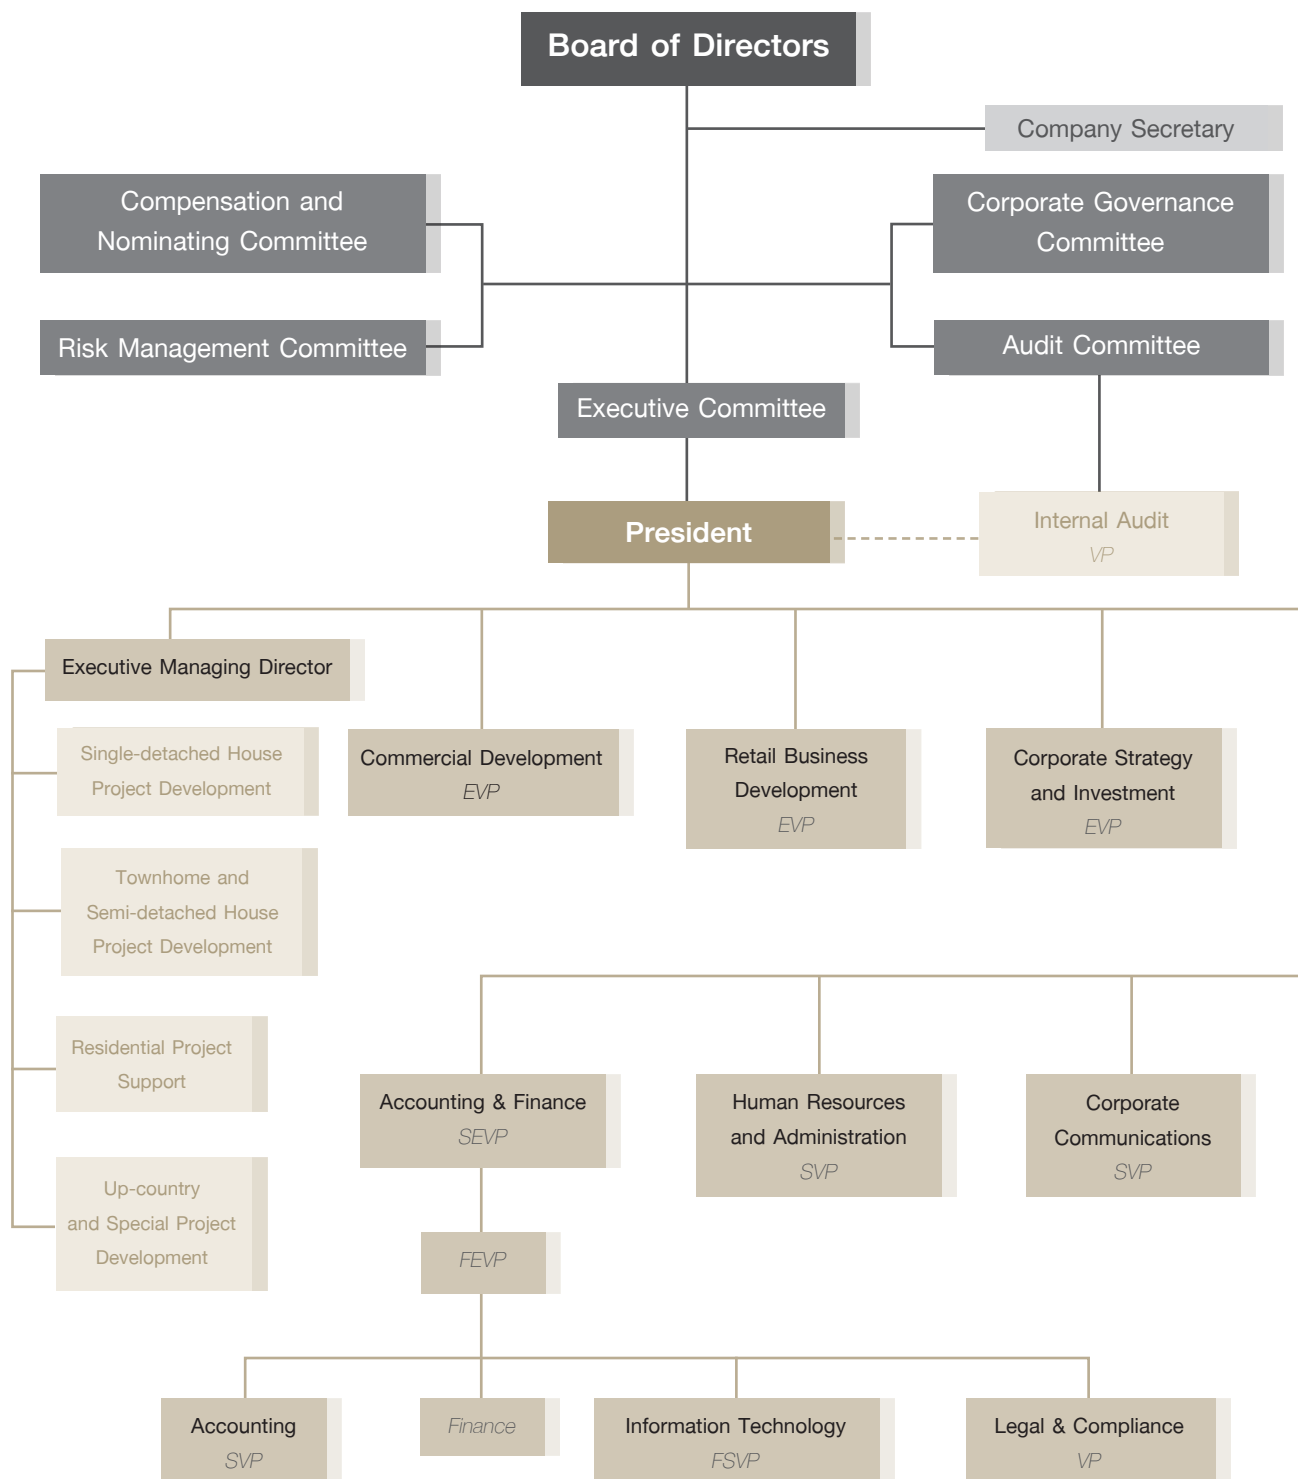 Board of Directors
Company Secretary
Compensation and
Nominating Committee
Corporate Governance
Committee
Risk Management Committee
Audit Committee
Executive Committee
President
Internal Audit
VP
Executive Managing Director
Single-detached House
Project Development
Townhome and
Semi-detached House
Project Development
Residential Project
Support
Up-country
and Special Project
Development
Commercial Development
EVP
Retail Business
Development
EVP
Corporate Strategy
and Investment
EVP
Accounting & Finance
SEVP
Human Resources
and Administration
SVP
Corporate
Communications
SVP
FEVP
Accounting
SVP
Finance
Information Technology
FSVP
Legal & Compliance
VP